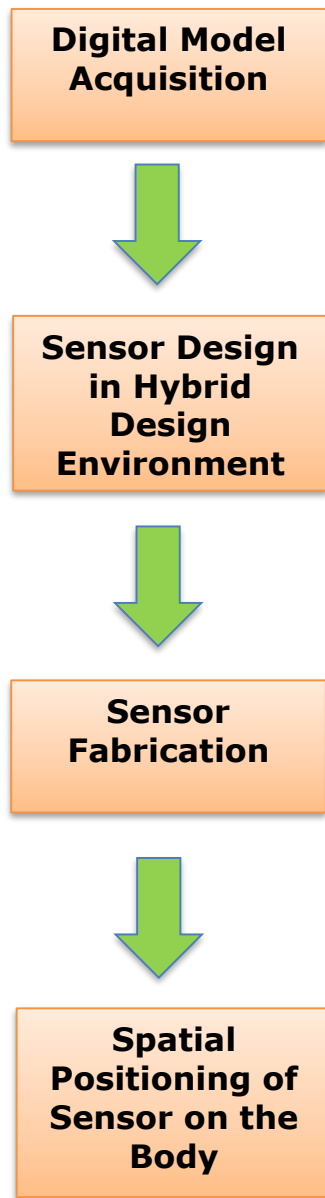 Digital Model
Acquisition
Sensor Design
in Hybrid
Design
Environment
Sensor
Fabrication
Spatial
Positioning of
Sensor on the
Body